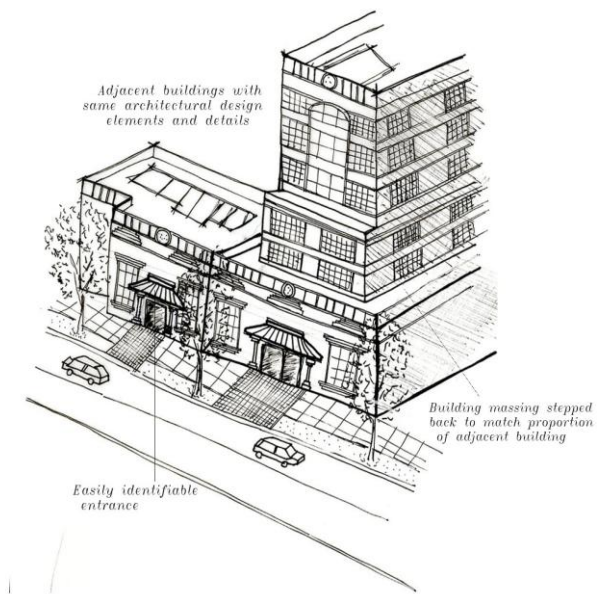 Adjacent buildings with
same architectural design
elements and details
Building massing stepped
back to match proportion
of adjacent building
Easily identifiable
entrance